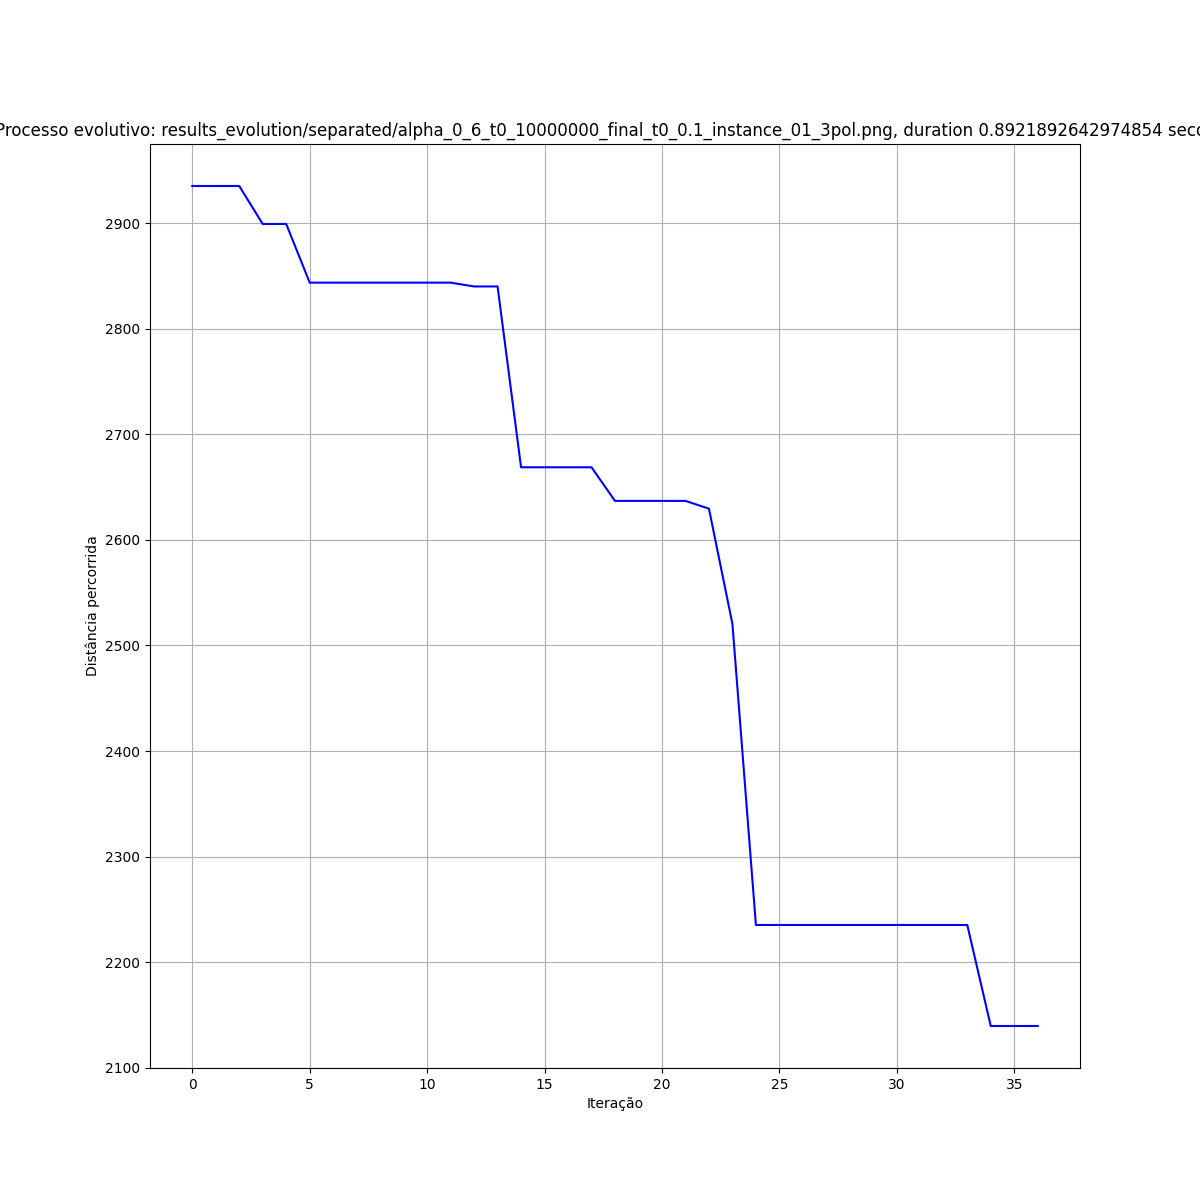 Processo evolutivo: results_evolution/separated/alpha_0_6_t0_10000000_final_t0_0.1_instance_01_3pol.png, duration 0.8921892642974854
2900
2800
2700
2600
2500
2400
2300
2200
2100
Distância percorrida
0 5 10 15 20 25 30 35
Iteração